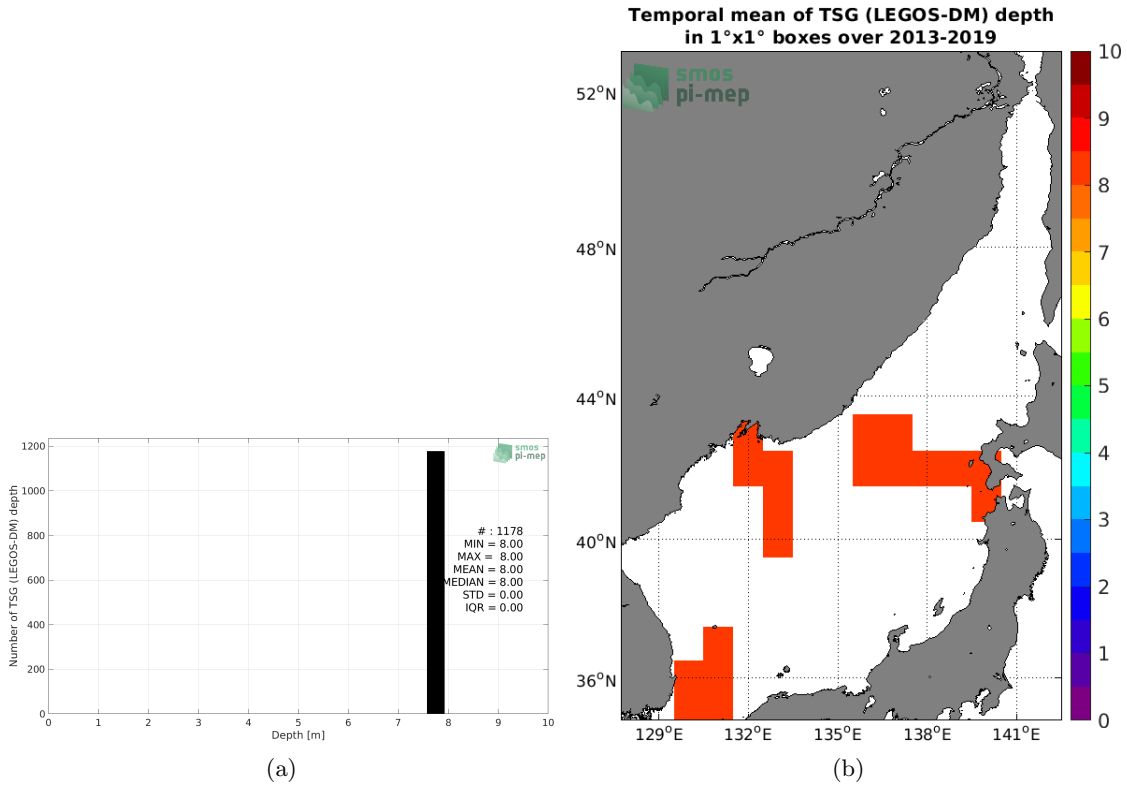 Temporal mean of TSG (LEGOS-DM) depth
in 1°x1° boxes over 2013-2019
smos
pi-mep
52°N
48°N
44°N
40°N
36°N
129°E
132°E
135°E
138°E
141°E
10
9
8
7
6
5
4
3
2
1
0
1200
1000
800
600
400
200
0
Number of TSG (LEGOS-DM) depth
smos
pi-mep
# : 1178
MIN = 8.00
MAX = 8.00
MEAN = 8.00
MEDIAN = 8.00
STD = 0.00
IQR = 0.00
0 1 2 3 4 5 6 7 8 9 10
Depth [m]
(a)
(b)